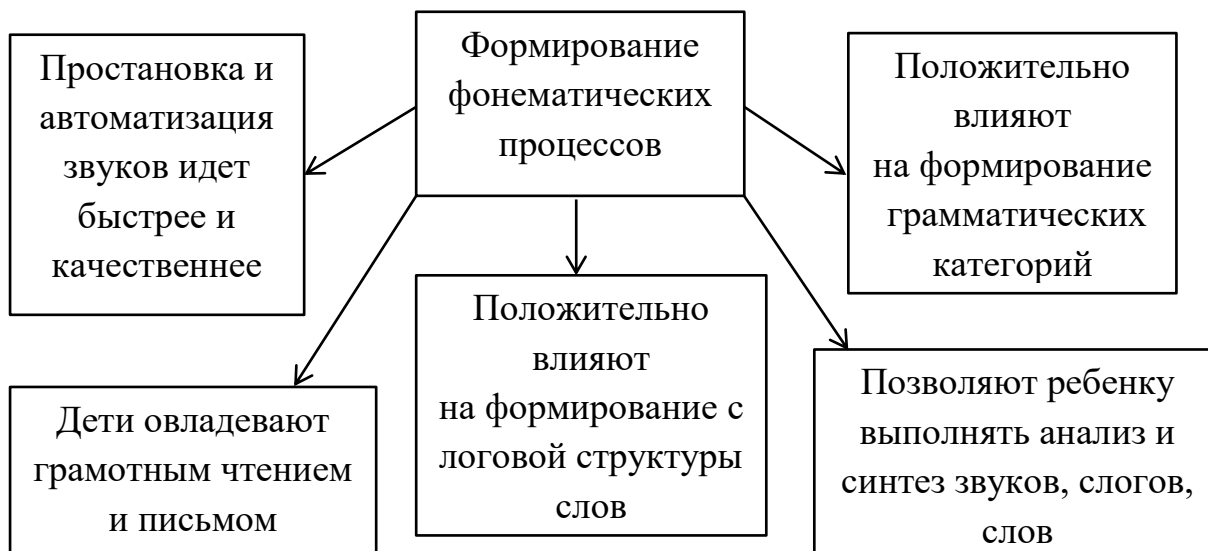 Формирование
фонематических
процессов
Простановка и
автоматизация
звуков идет
быстрее и
качественнее
Положительно
влияют
на формирование
грамматических
категорий
Дети овладевают
грамотным чтением
и письмом
Положительно
влияют
на формирование с
логовой структуры
слов
Позволяют ребенку
выполнять анализ и
синтез звуков, слогов,
слов